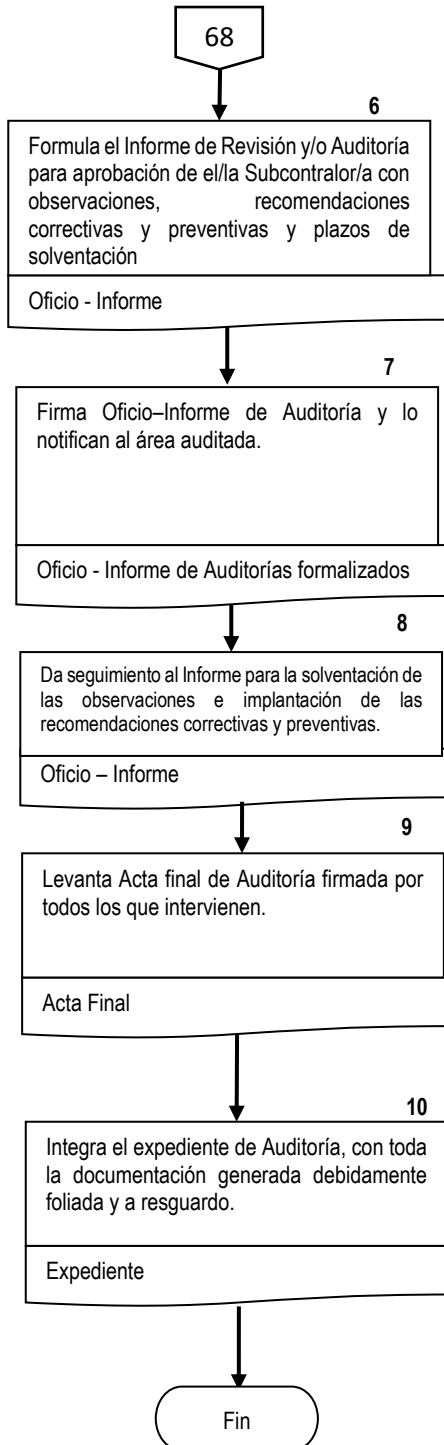 68
6
Formula el Informe de Revisión y/o Auditoría
para aprobación de el/la Subcontralor/a con
observaciones, recomendaciones
correctivas y preventivas y plazos de
solventación
Oficio - Informe
7
Firma Oficio–Informe de Auditoría y lo
notifican al área auditada.
Oficio - Informe de Auditorías formalizados
8
Da seguimiento al Informe para la solventación de
las observaciones e implantación de las
recomendaciones correctivas y preventivas.
Oficio – Informe
9
Levanta Acta final de Auditoría firmada por
todos los que intervienen.
Acta Final
10
Integra el expediente de Auditoría, con toda
la documentación generada debidamente
foliada y a resguardo.
Expediente
Fin